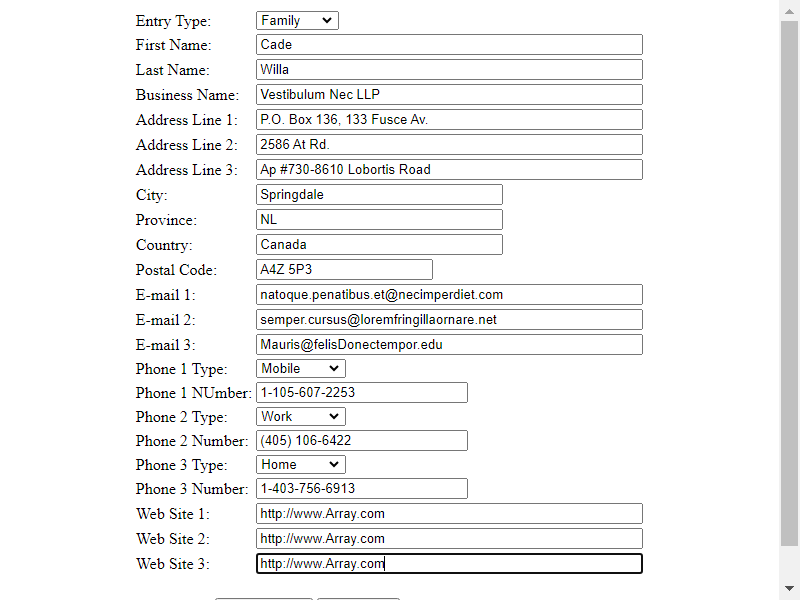 Entry Type: Family
First Name: Cade
Last Name: Willa
Business Name: Vestibulum Nec LLP
Address Line 1: P.O. Box 136, 133 Fusce Av.
Address Line 2: 2586 At Rd.
Address Line 3: Ap #730-8610 Lobortis Road
City: Springdale
Province: NL
Country: Canada
Postal Code: A4Z 5P3
E-mail 1: natoque.penatibus.et@necimperdiet.com
E-mail 2: semper.cursus@loremfringillaornare.net
E-mail 3: Mauris@felisDonectempor.edu
Phone 1 Type: Mobile
Phone 1 NUmber: 1-105-607-2253
Phone 2 Type: Work
Phone 2 Number: (405) 106-6422
Phone 3 Type: Home
Phone 3 Number: 1-403-756-6913
Web Site 1: http://www.Array.com
Web Site 2: http://www.Array.com
Web Site 3: http://www.Array.com